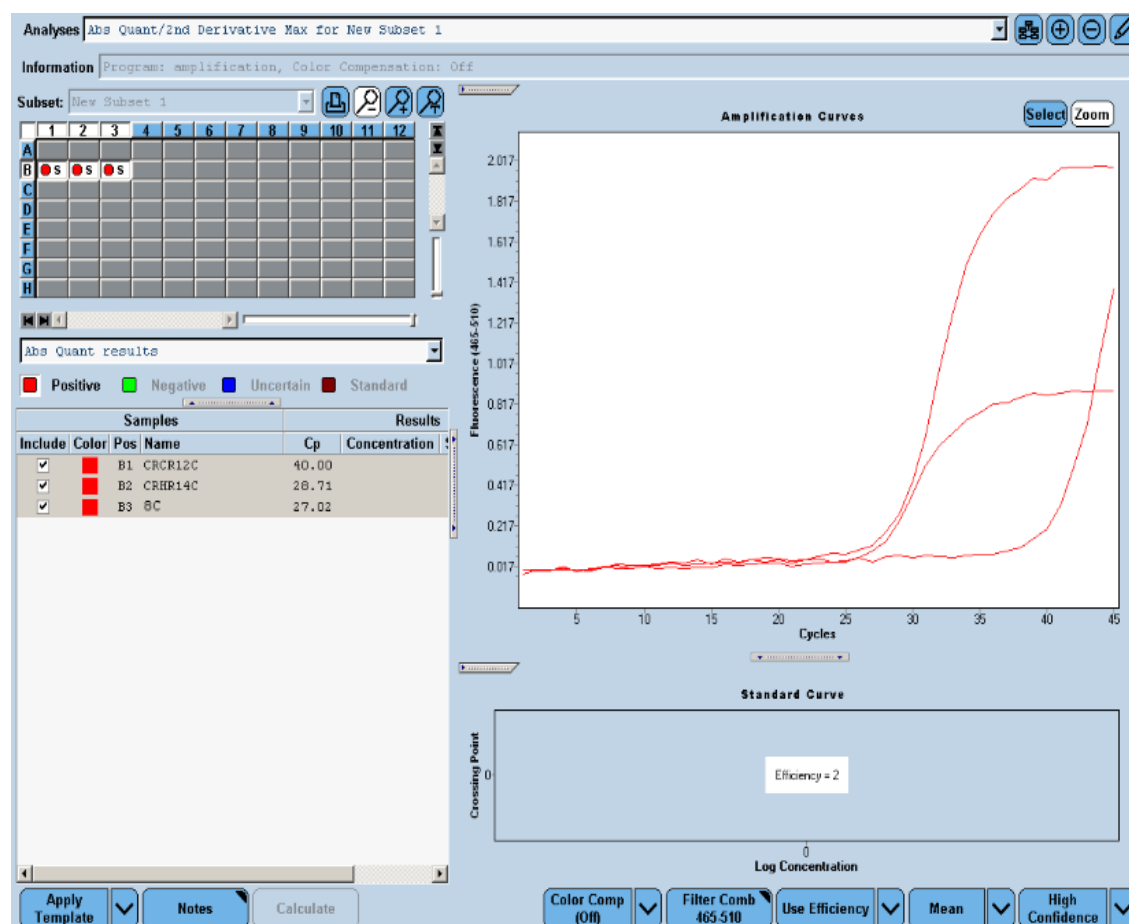 Analyses Abs Quant/2nd Derivative Max for New Subset 1
Information Program: amplification, Color Compensation: Off
Subset: New Subset 1
1 2 3 4 5 6 7 8 9 10 11 12
A
B S S S
C
D
E
F
G
H
Abs Quant results
Positive Negative Uncertain Standard
Samples Results
Include Color Pos Name Cp Concentration
B1 CRCR12C 40.00
B2 CRHR14C 28.71
B3 8C 27.02
Amplification Curves
Select Zoom
2.017
1.817
1.617
1.417
1.217
1.017
0.817
0.617
0.417
0.217
0.017
Fluorescence (465-510)
5 10 15 20 25 30 35 40 45
Cycles
Standard Curve
Crossing Point
0
Efficiency = 2
0
Log Concentration
Apply Template
Notes
Calculate
Color Comp (Off)
Filter Comb 465-510
Use Efficiency
Mean
High Confidence